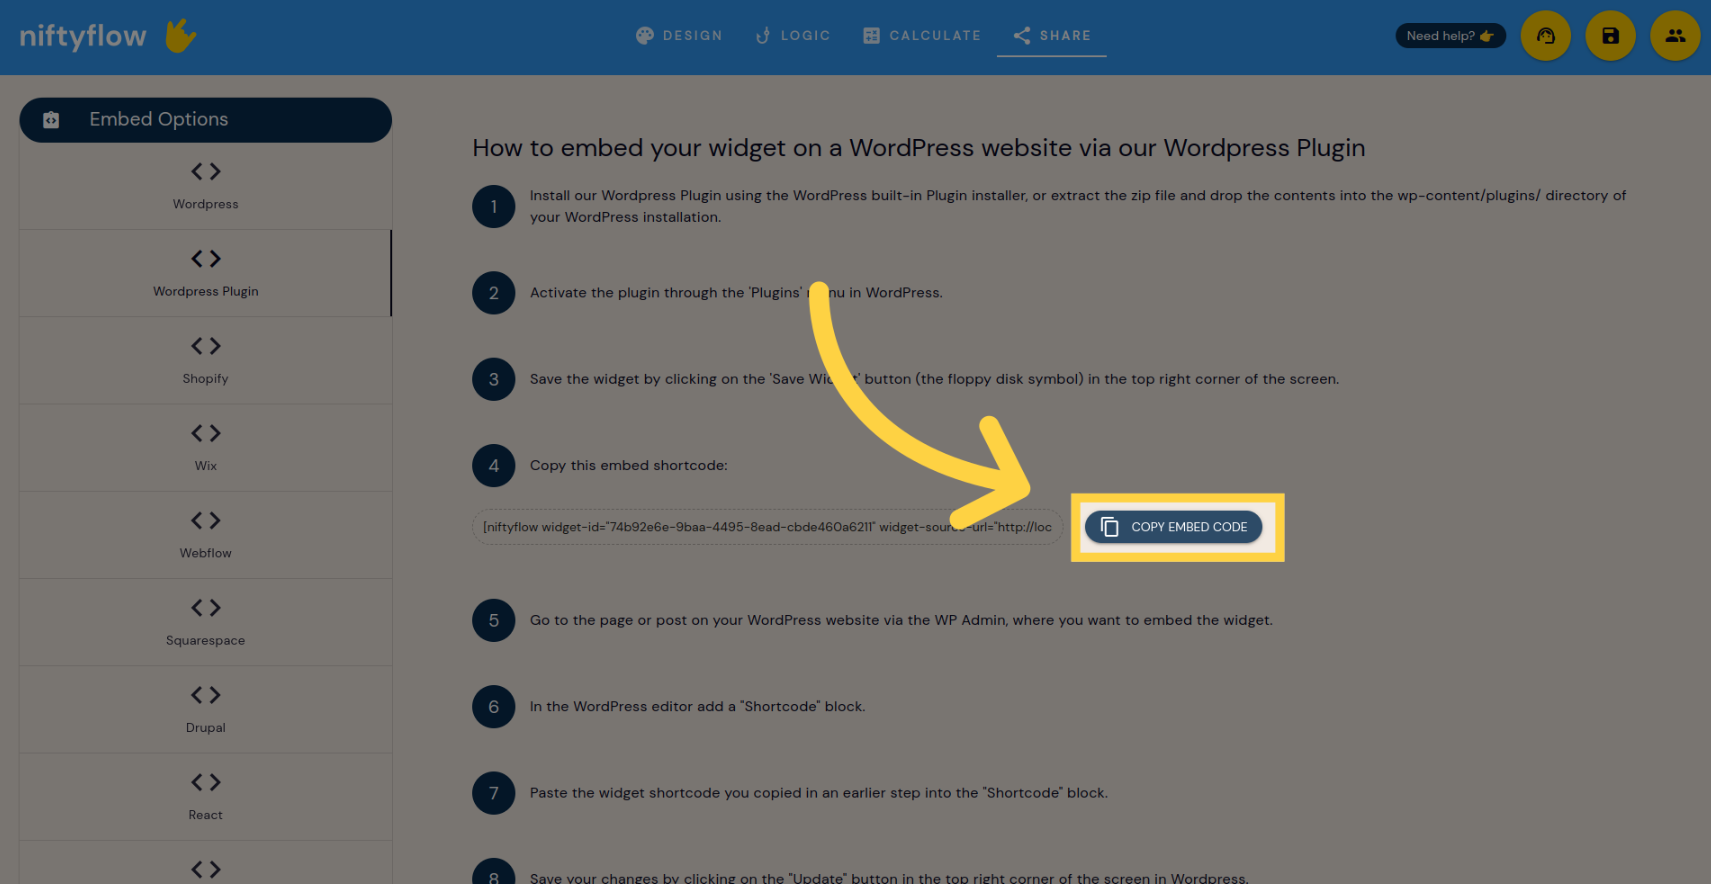 niftyflow
DESIGN
LOGIC
CALCULATE
SHARE
Need help? 👉
Embed Options
Wordpress
Wordpress Plugin
Shopify
Wix
Webflow
Squarespace
Drupal
React
How to embed your widget on a WordPress website via our Wordpress Plugin
1
Install our Wordpress Plugin using the WordPress built-in Plugin installer, or extract the zip file and drop the contents into the wp-content/plugins/ directory of
your WordPress installation.
2
Activate the plugin through the 'Plugins' menu in WordPress.
3
Save the widget by clicking on the 'Save Widget' button (the floppy disk symbol) in the top right corner of the screen.
4
Copy this embed shortcode:
[niftyflow widget-id="74b92e6e-9baa-4495-8ead-cbde460a6211" widget-source-url="http://loc
COPY EMBED CODE
5
Go to the page or post on your WordPress website via the WP Admin, where you want to embed the widget.
6
In the WordPress editor add a "Shortcode" block.
7
Paste the widget shortcode you copied in an earlier step into the "Shortcode" block.
8
Save your changes by clicking on the "Update" button in the top right corner of the screen in Wordpress.